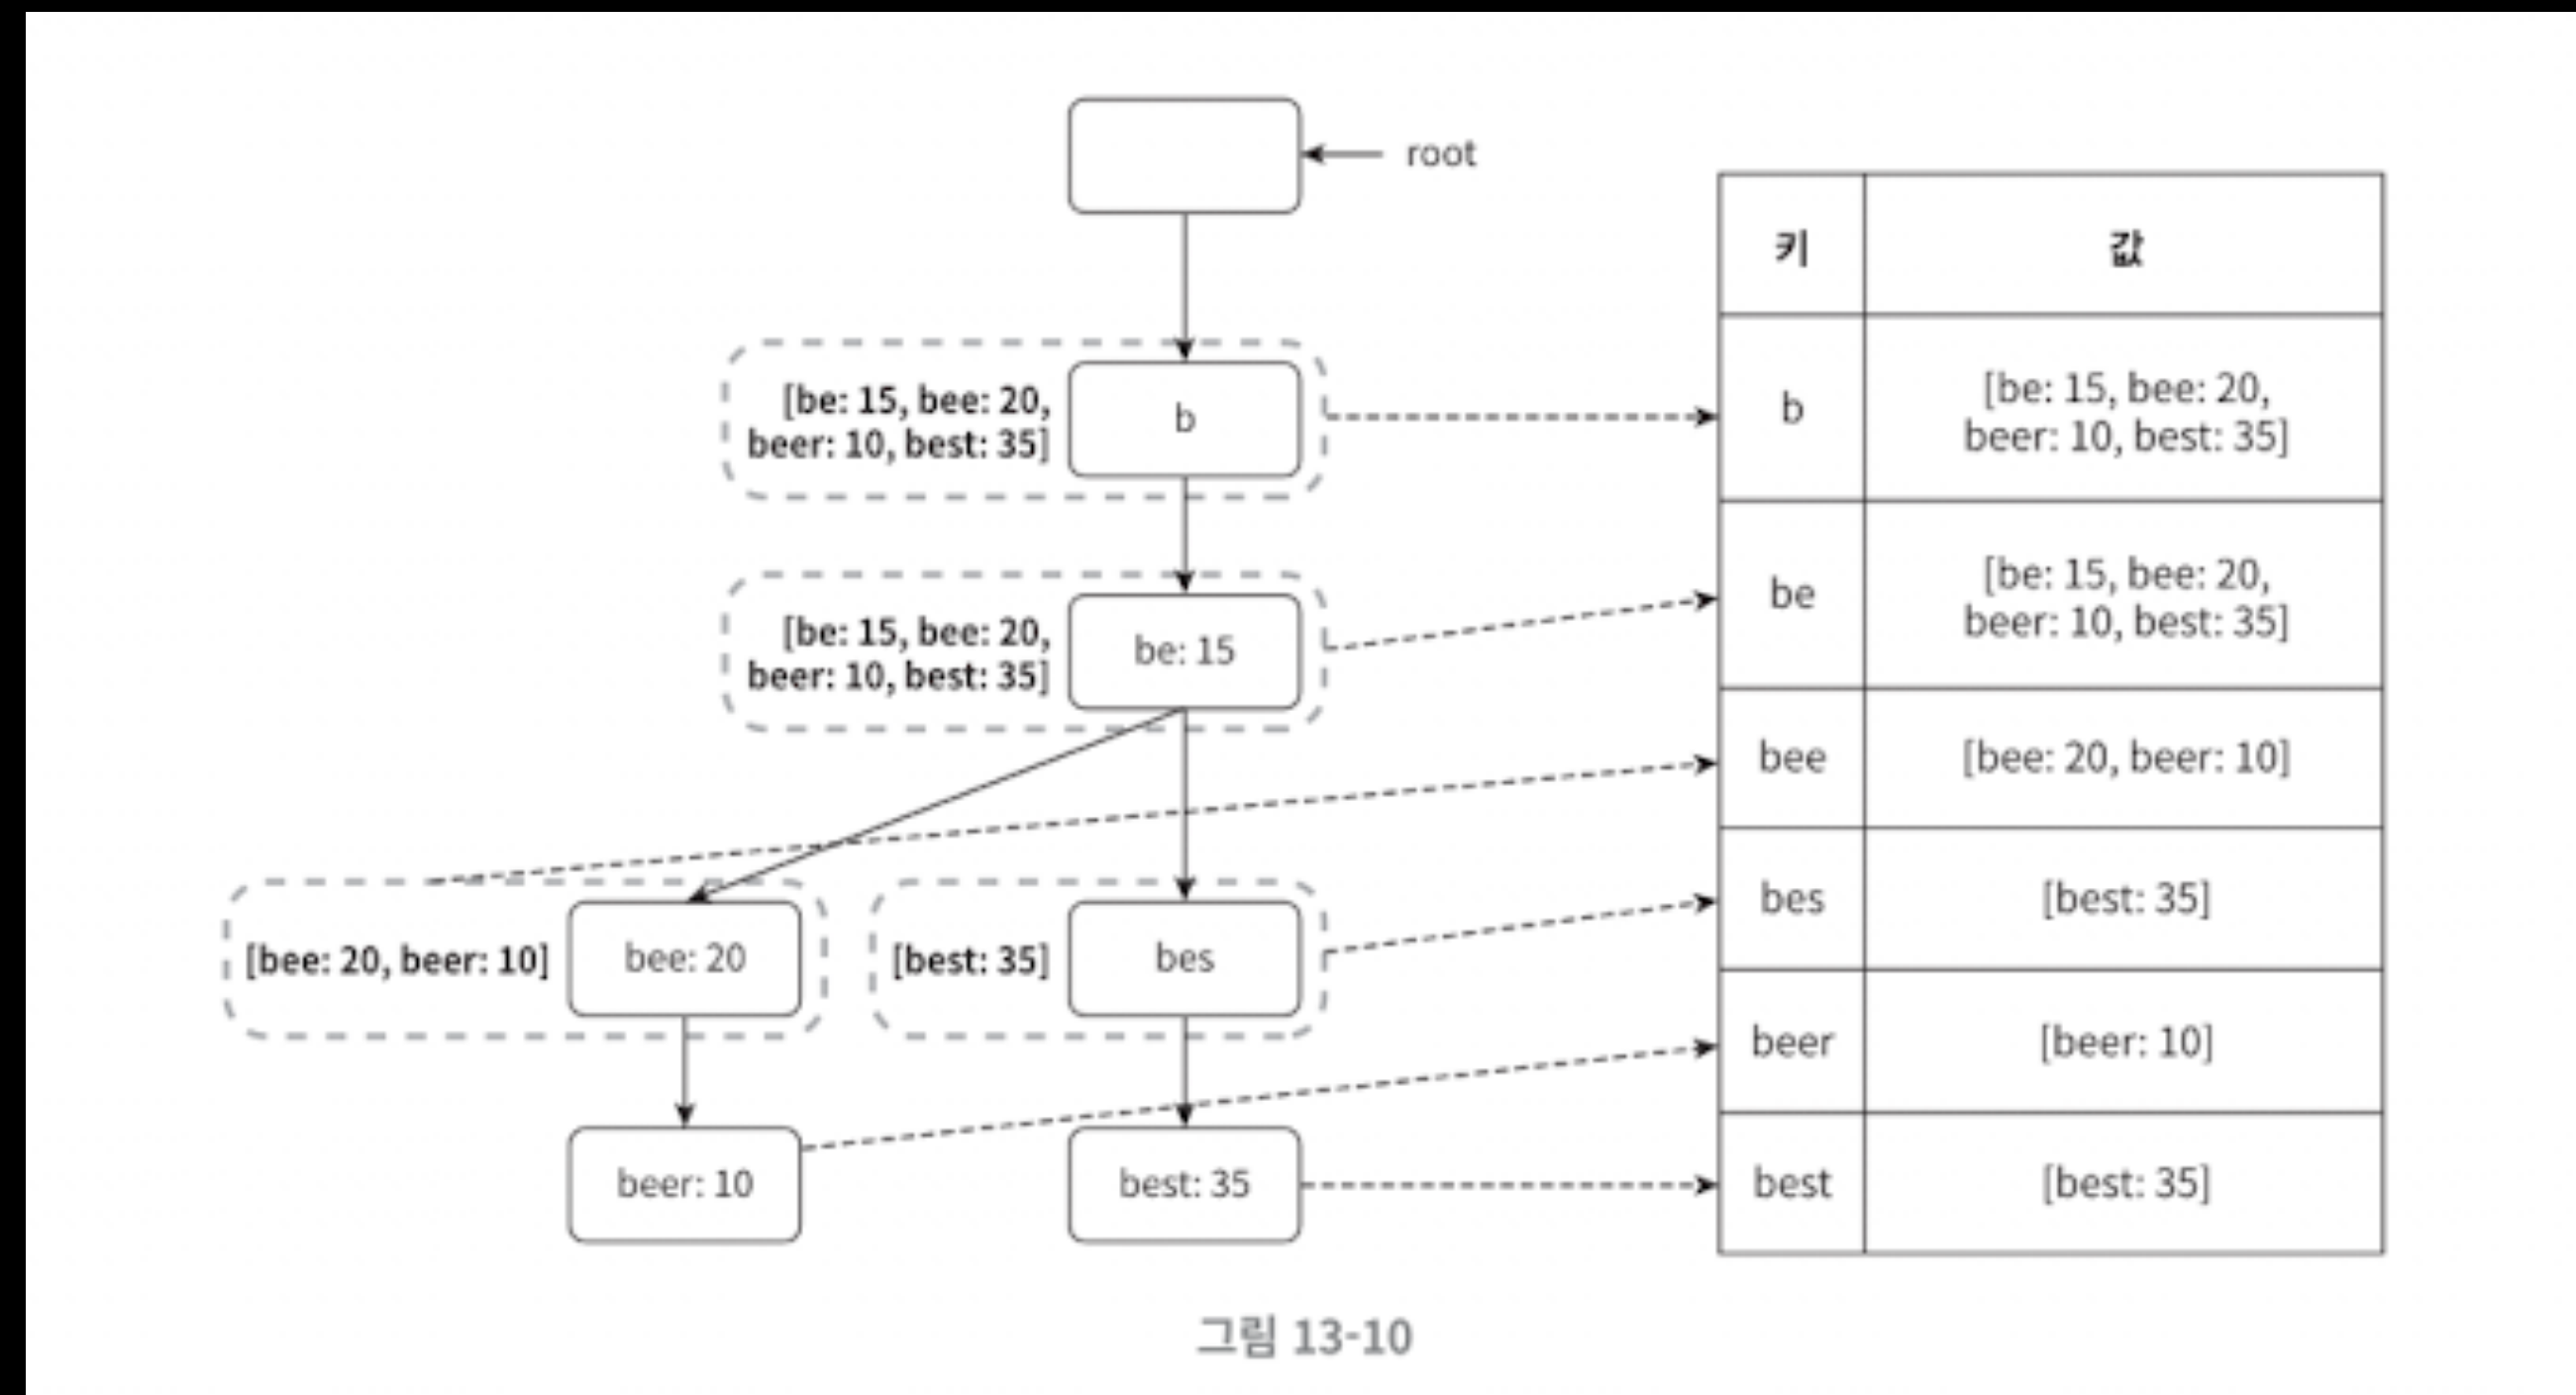 root
[be: 15, bee: 20,
beer: 10, best: 35]
b
[be: 15, bee: 20,
beer: 10, best: 35]
be: 15
[bee: 20, beer: 10]
bee: 20
[best: 35]
bes
beer: 10
best: 35
키 값
b
[be: 15, bee: 20,
beer: 10, best: 35]
be
[be: 15, bee: 20,
beer: 10, best: 35]
bee [bee: 20, beer: 10]
bes [best: 35]
beer [beer: 10]
best [best: 35]
그림 13-10